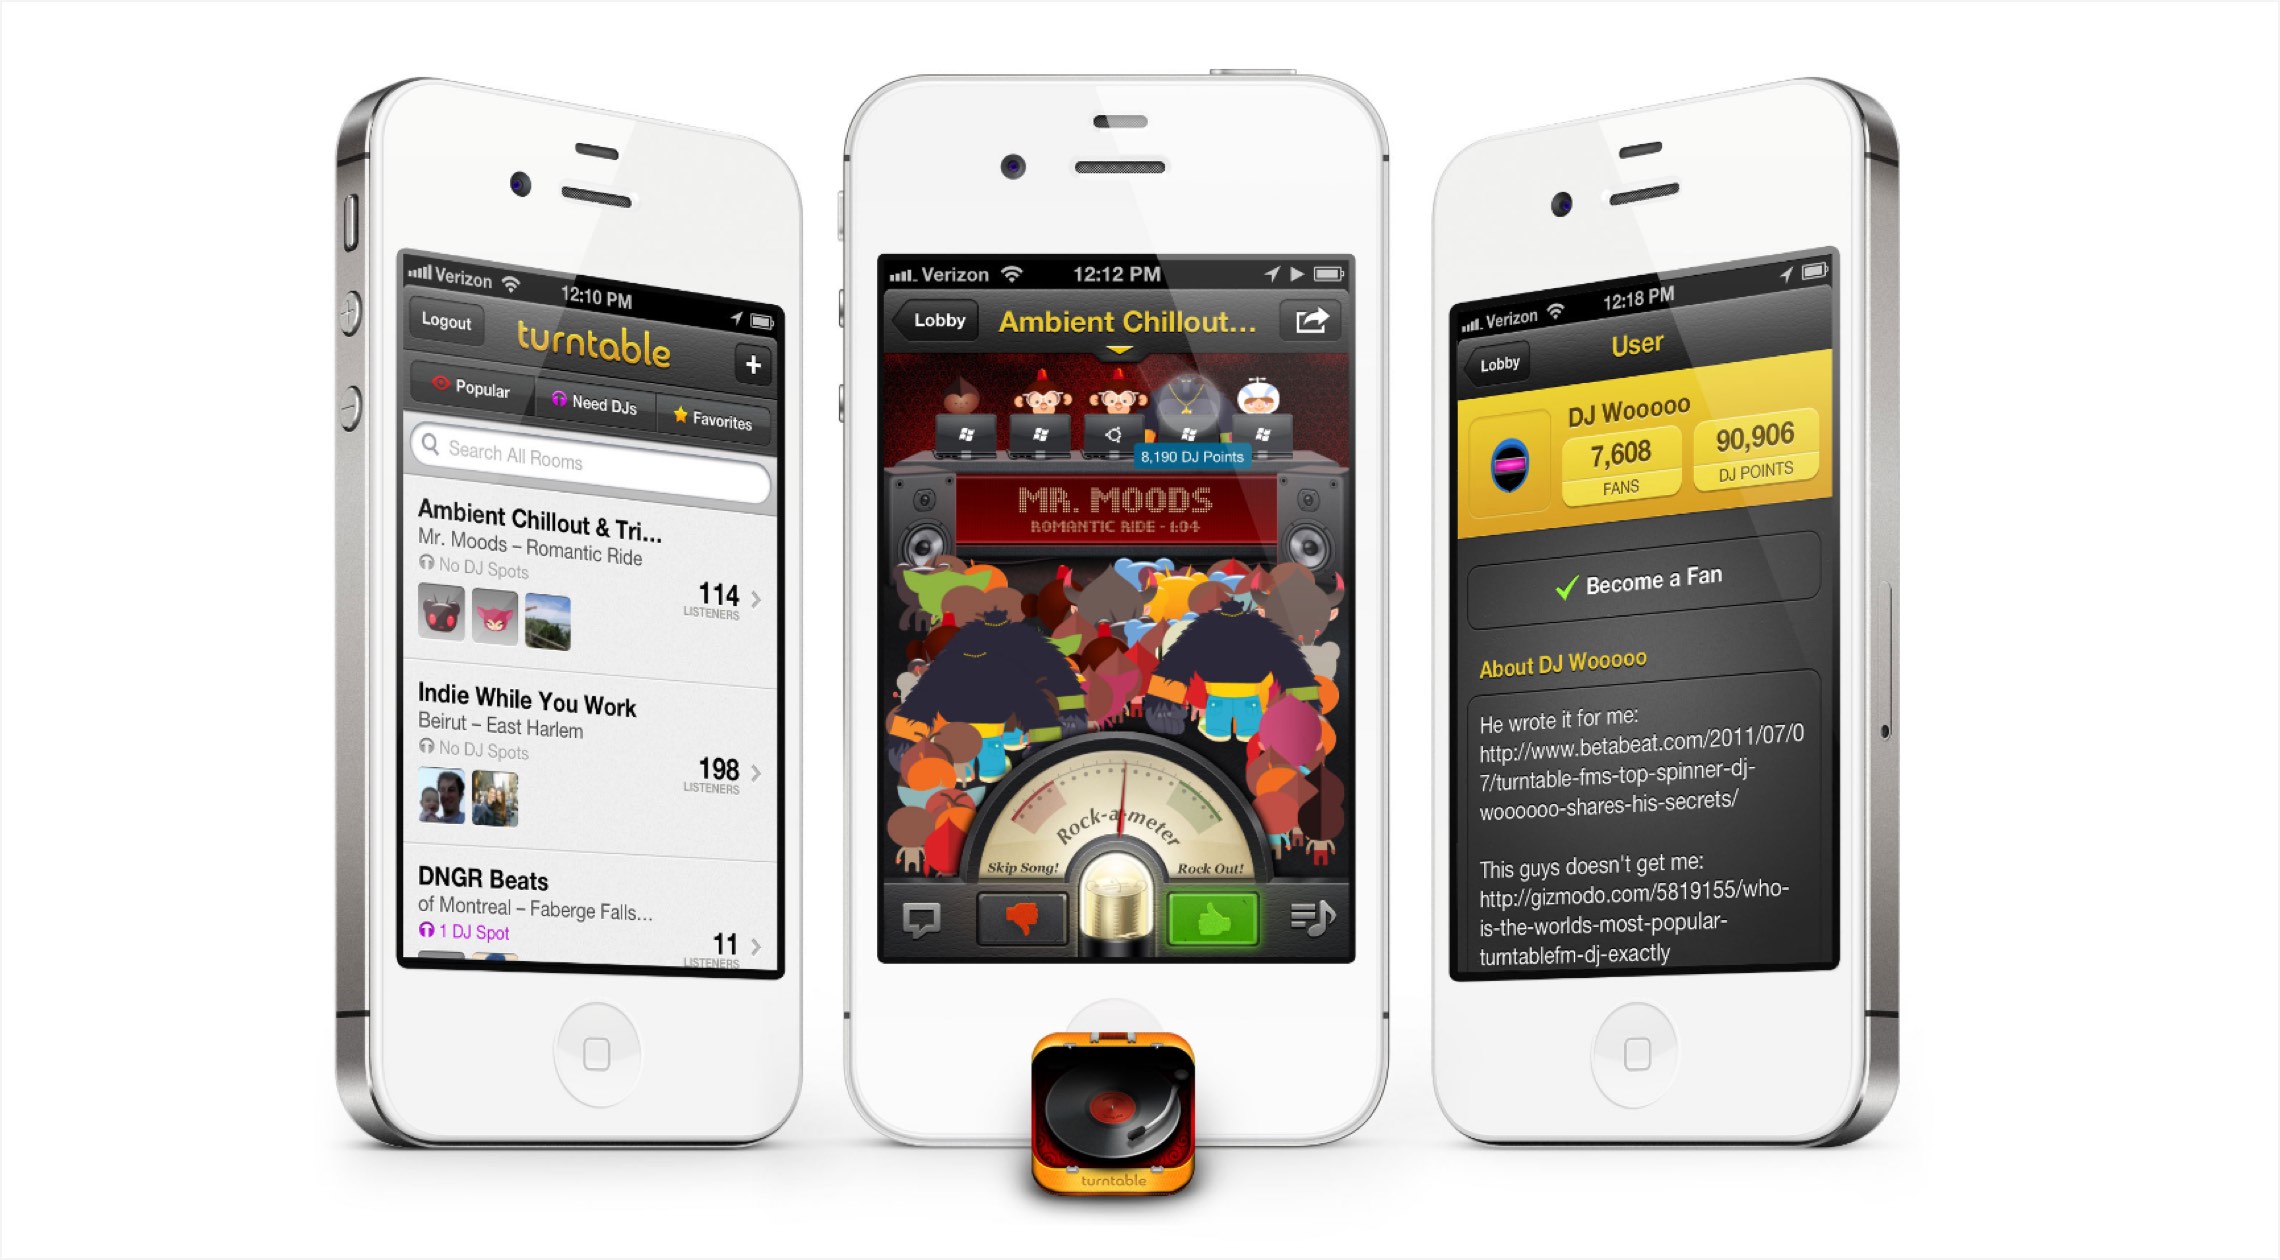 Verizon
12:10 PM
Logout
turntable
+
Popular
Need DJs
Favorites
Search All Rooms
Ambient Chillout & Tri...
Mr. Moods – Romantic Ride
No DJ Spots
114
LISTENERS
Indie While You Work
Beirut – East Harlem
No DJ Spots
198
LISTENERS
DNGR Beats
of Montreal – Faberge Falls...
1 DJ Spot
11
LISTENERS
Verizon
12:12 PM
Lobby
Ambient Chillout...
8,190 DJ Points
MR. MOODS
ROMANTIC RIDE - 1:04
Rock-a-meter
Skip Song!
Rock Out!
turntable
Verizon
12:18 PM
Lobby
User
DJ Wooooo
7,608
FANS
90,906
DJ POINTS
Become a Fan
About DJ Wooooo
He wrote it for me:
http://www.betabeat.com/2011/07/0
7/turntable-fms-top-spinner-dj-
woooooo-shares-his-secrets/
This guys doesn't get me:
http://gizmodo.com/5819155/who-
is-the-worlds-most-popular-
turntablefm-dj-exactly